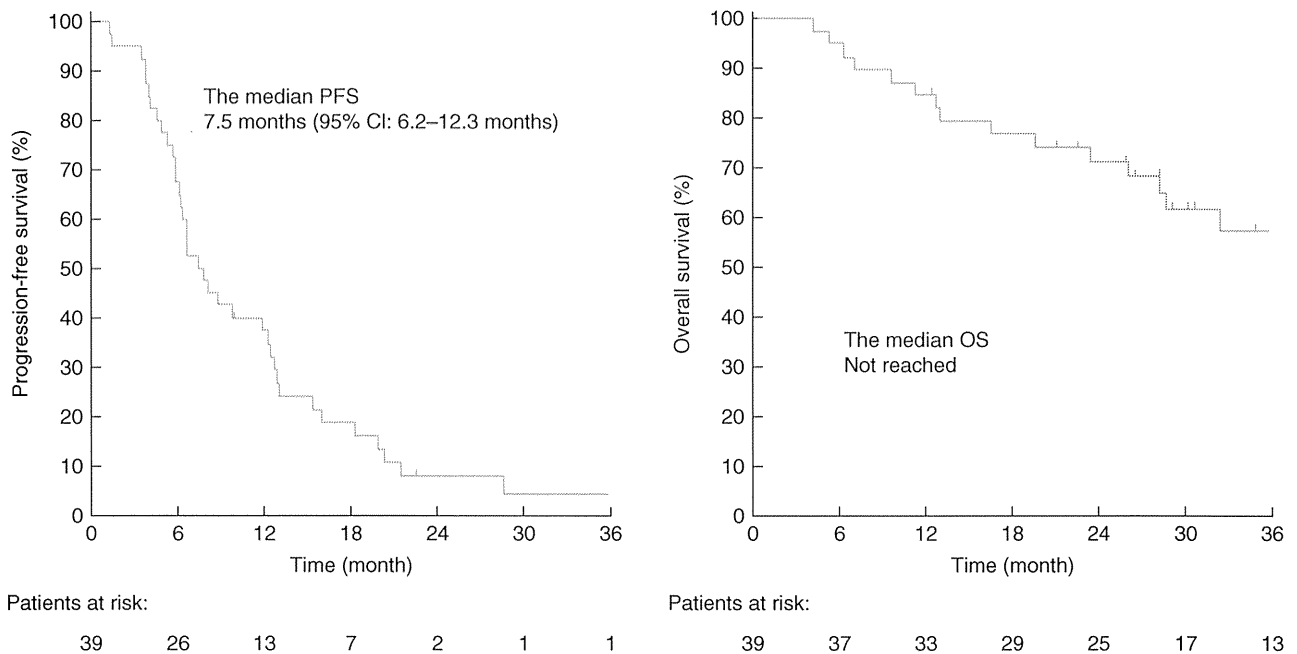 Progression-free survival (%)
100
90
80
70
60
50
40
30
20
10
0
The median PFS
7.5 months (95% CI: 6.2–12.3 months)
0 6 12 18 24 30 36
Time (month)
Patients at risk:
39 26 13 7 2 1 1
Overall survival (%)
100
90
80
70
60
50
40
30
20
10
0
The median OS
Not reached
0 6 12 18 24 30 36
Time (month)
Patients at risk:
39 37 33 29 25 17 13